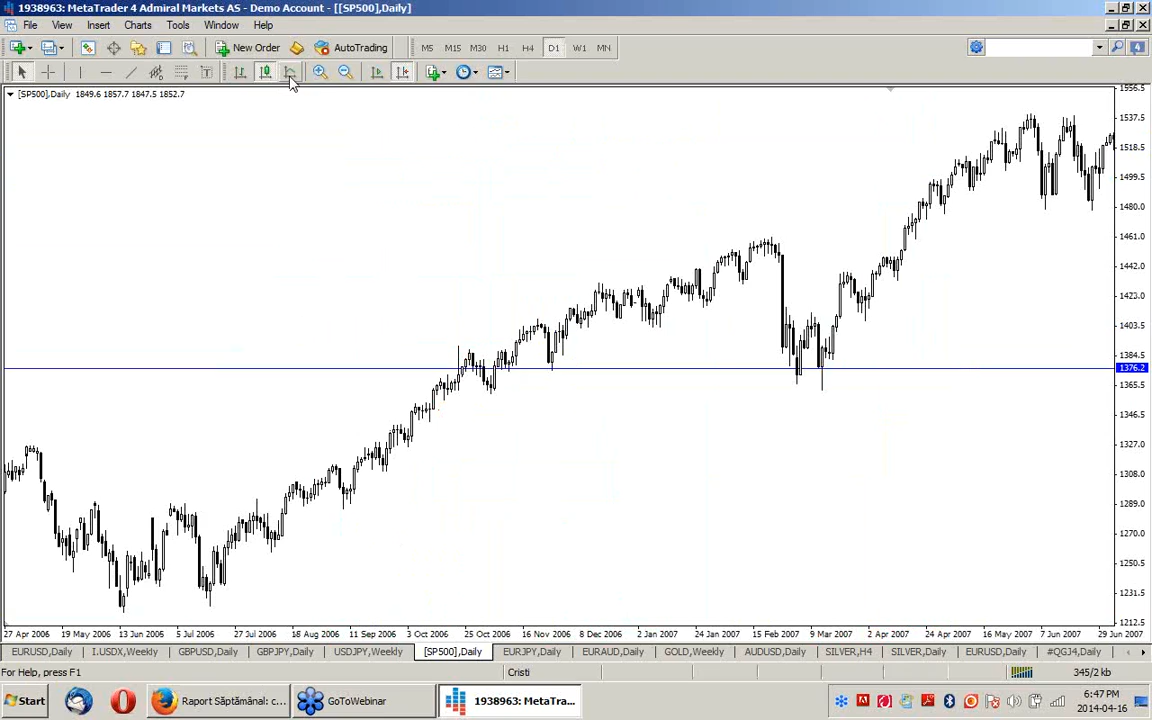 1938963: MetaTrader 4 Admiral Markets AS - Demo Account - [[SP500],Daily]
File View Insert Charts Tools Window Help
New Order AutoTrading M5 M15 M30 H1 H4 D1 W1 MN 4
[SP500],Daily 1849.6 1857.7 1847.5 1852.7
1556.5
1537.5
1518.5
1499.5
1480.0
1461.0
1442.0
1423.0
1403.5
1384.5
1376.2
1365.5
1346.5
1327.0
1308.0
1289.0
1270.0
1250.5
1231.5
1212.5
27 Apr 2006 19 May 2006 13 Jun 2006 5 Jul 2006 27 Jul 2006 18 Aug 2006 11 Sep 2006 3 Oct 2006 25 Oct 2006 16 Nov 2006 8 Dec 2006 2 Jan 2007 24 Jan 2007 15 Feb 2007 9 Mar 2007 2 Apr 2007 24 Apr 2007 16 May 2007 7 Jun 2007 29 Jun 2007
EURUSD,Daily I.USDX,Weekly GBPUSD,Daily GBPJPY,Daily USDJPY,Weekly [SP500],Daily EURJPY,Daily EURAUD,Daily GOLD,Weekly AUDUSD,Daily SILVER,H4 SILVER,Daily EURUSD,Daily #QGJ4,Daily
For Help, press F1 Cristi 345/2 kb
Start Raport Săptămânal: c... GoToWebinar 1938963: MetaTra... 6:47 PM
2014-04-16